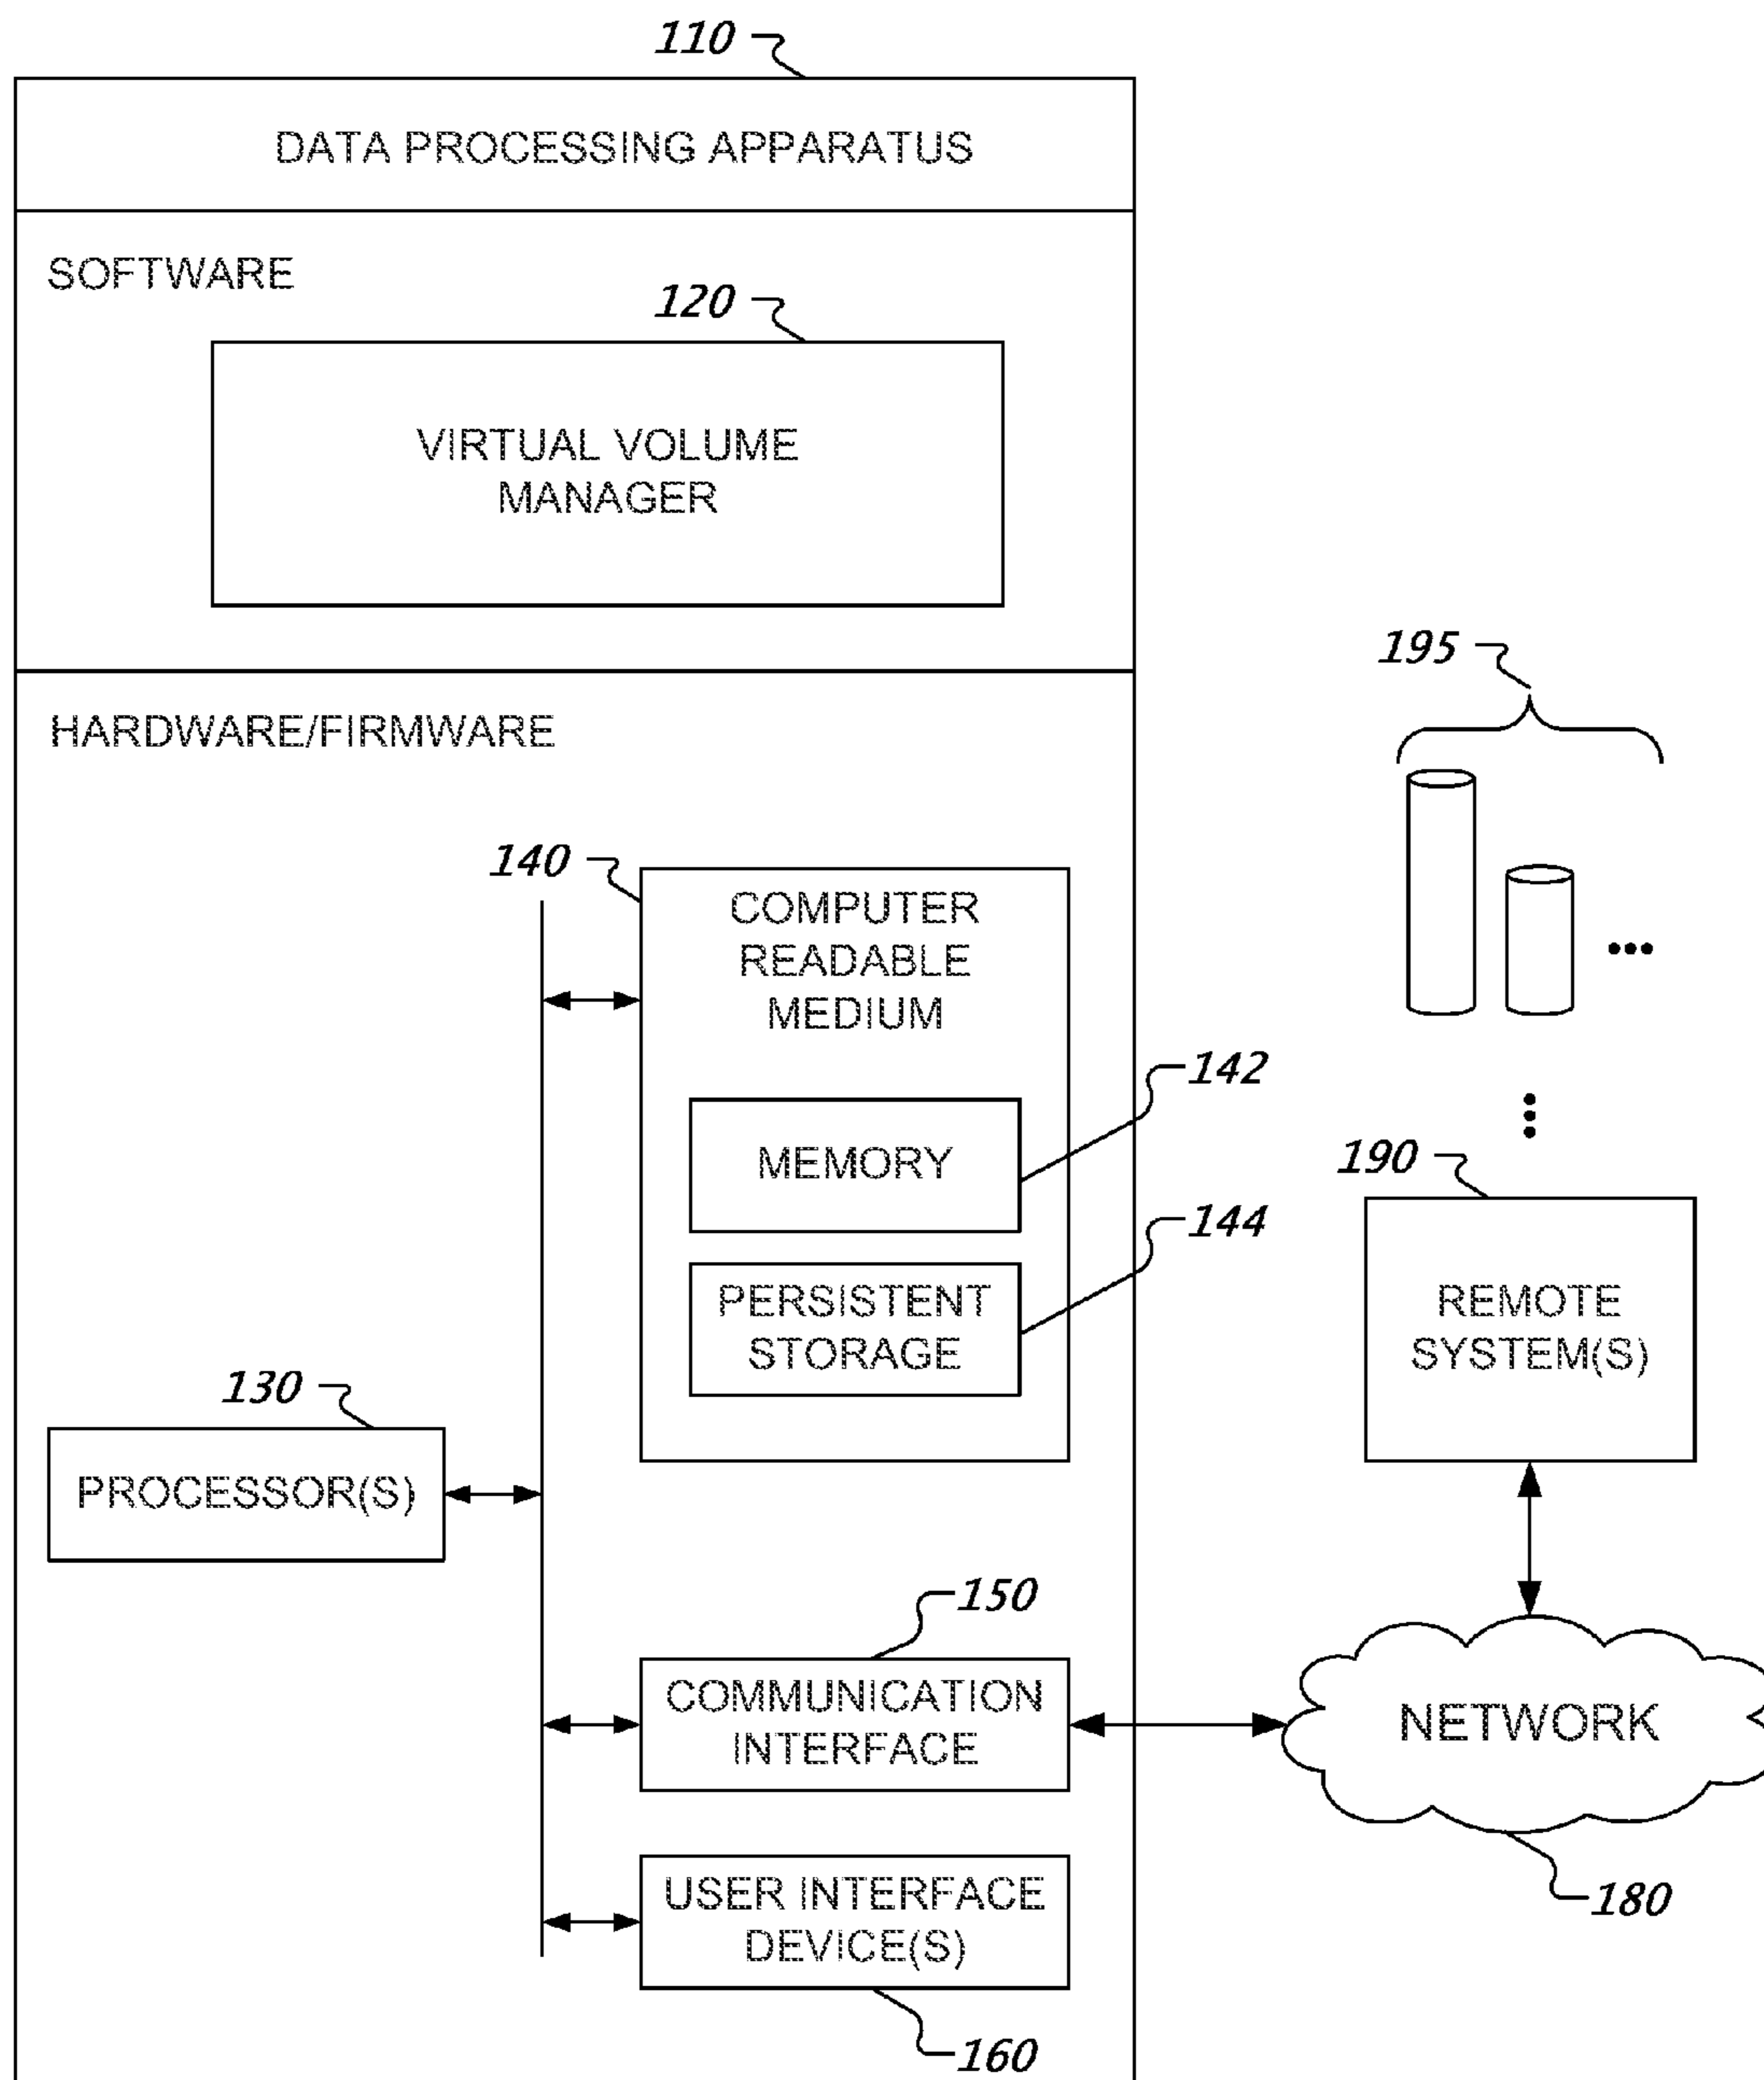 110
DATA PROCESSING APPARATUS
SOFTWARE
120
VIRTUAL VOLUME
MANAGER
195
HARDWARE/FIRMWARE
140
COMPUTER
READABLE
MEDIUM
142
MEMORY
190
144
PERSISTENT
STORAGE
REMOTE
SYSTEM(S)
130
PROCESSOR(S)
150
COMMUNICATION
INTERFACE
NETWORK
USER INTERFACE
DEVICE(S)
180
160